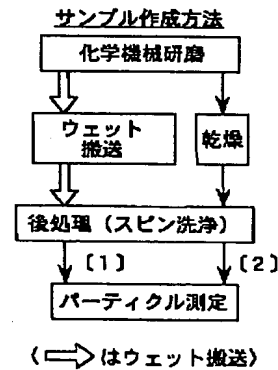 サンプル作成方法
化学機械研磨
ウェット
搬送
乾燥
後処理（スピン洗浄）
〔1〕
〔2〕
パーティクル測定
（⇨はウェット搬送）